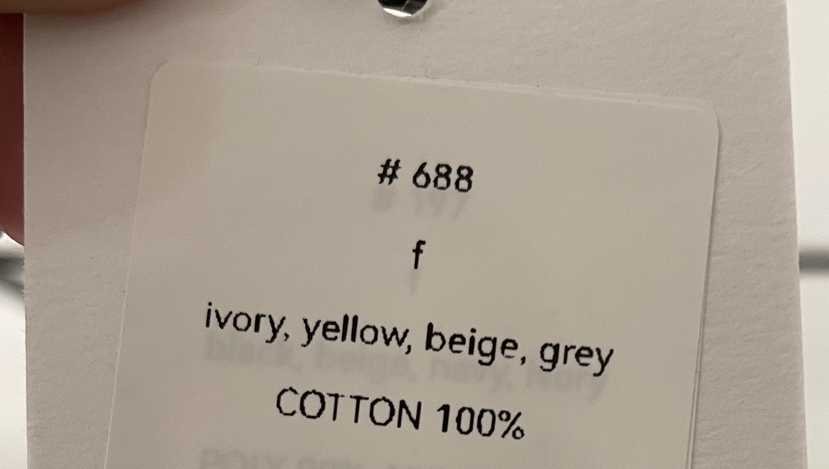 # 688
f
ivory, yellow, beige, grey
COTTON 100%